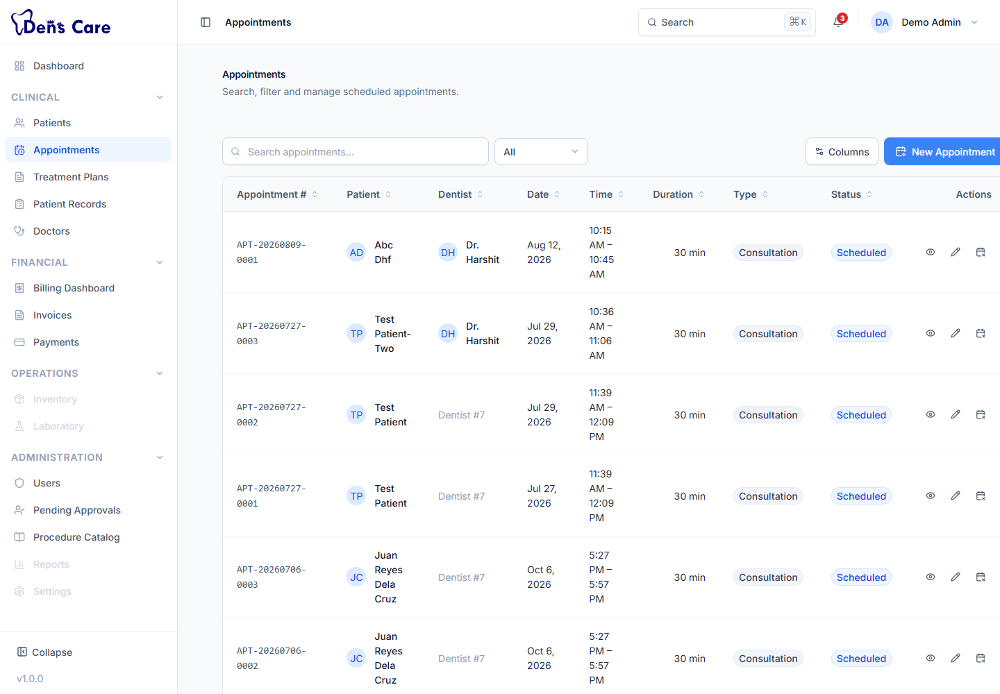 Den's Care
Appointments
Search
⌘K
3
DA
Demo Admin
Dashboard
CLINICAL
Patients
Appointments
Treatment Plans
Patient Records
Doctors
FINANCIAL
Billing Dashboard
Invoices
Payments
OPERATIONS
Inventory
Laboratory
ADMINISTRATION
Users
Pending Approvals
Procedure Catalog
Reports
Settings
Collapse
v1.0.0
Appointments
Search, filter and manage scheduled appointments.
Search appointments...
All
Columns
New Appointment
Appointment # Patient Dentist Date Time Duration Type Status Actions
APT-20260809-
0001
AD
Abc
Dhf
DH
Dr.
Harshit
Aug 12,
2026
10:15
AM –
10:45
AM
30 min
Consultation
Scheduled
APT-20260727-
0003
TP
Test
Patient-
Two
DH
Dr.
Harshit
Jul 29,
2026
10:36
AM –
11:06
AM
30 min
Consultation
Scheduled
APT-20260727-
0002
TP
Test
Patient
Dentist #7
Jul 29,
2026
11:39
AM –
12:09
PM
30 min
Consultation
Scheduled
APT-20260727-
0001
TP
Test
Patient
Dentist #7
Jul 27,
2026
11:39
AM –
12:09
PM
30 min
Consultation
Scheduled
APT-20260706-
0003
JC
Juan
Reyes
Dela
Cruz
Dentist #7
Oct 6,
2026
5:27
PM –
5:57
PM
30 min
Consultation
Scheduled
APT-20260706-
0002
JC
Juan
Reyes
Dela
Cruz
Dentist #7
Oct 6,
2026
5:27
PM –
5:57
PM
30 min
Consultation
Scheduled